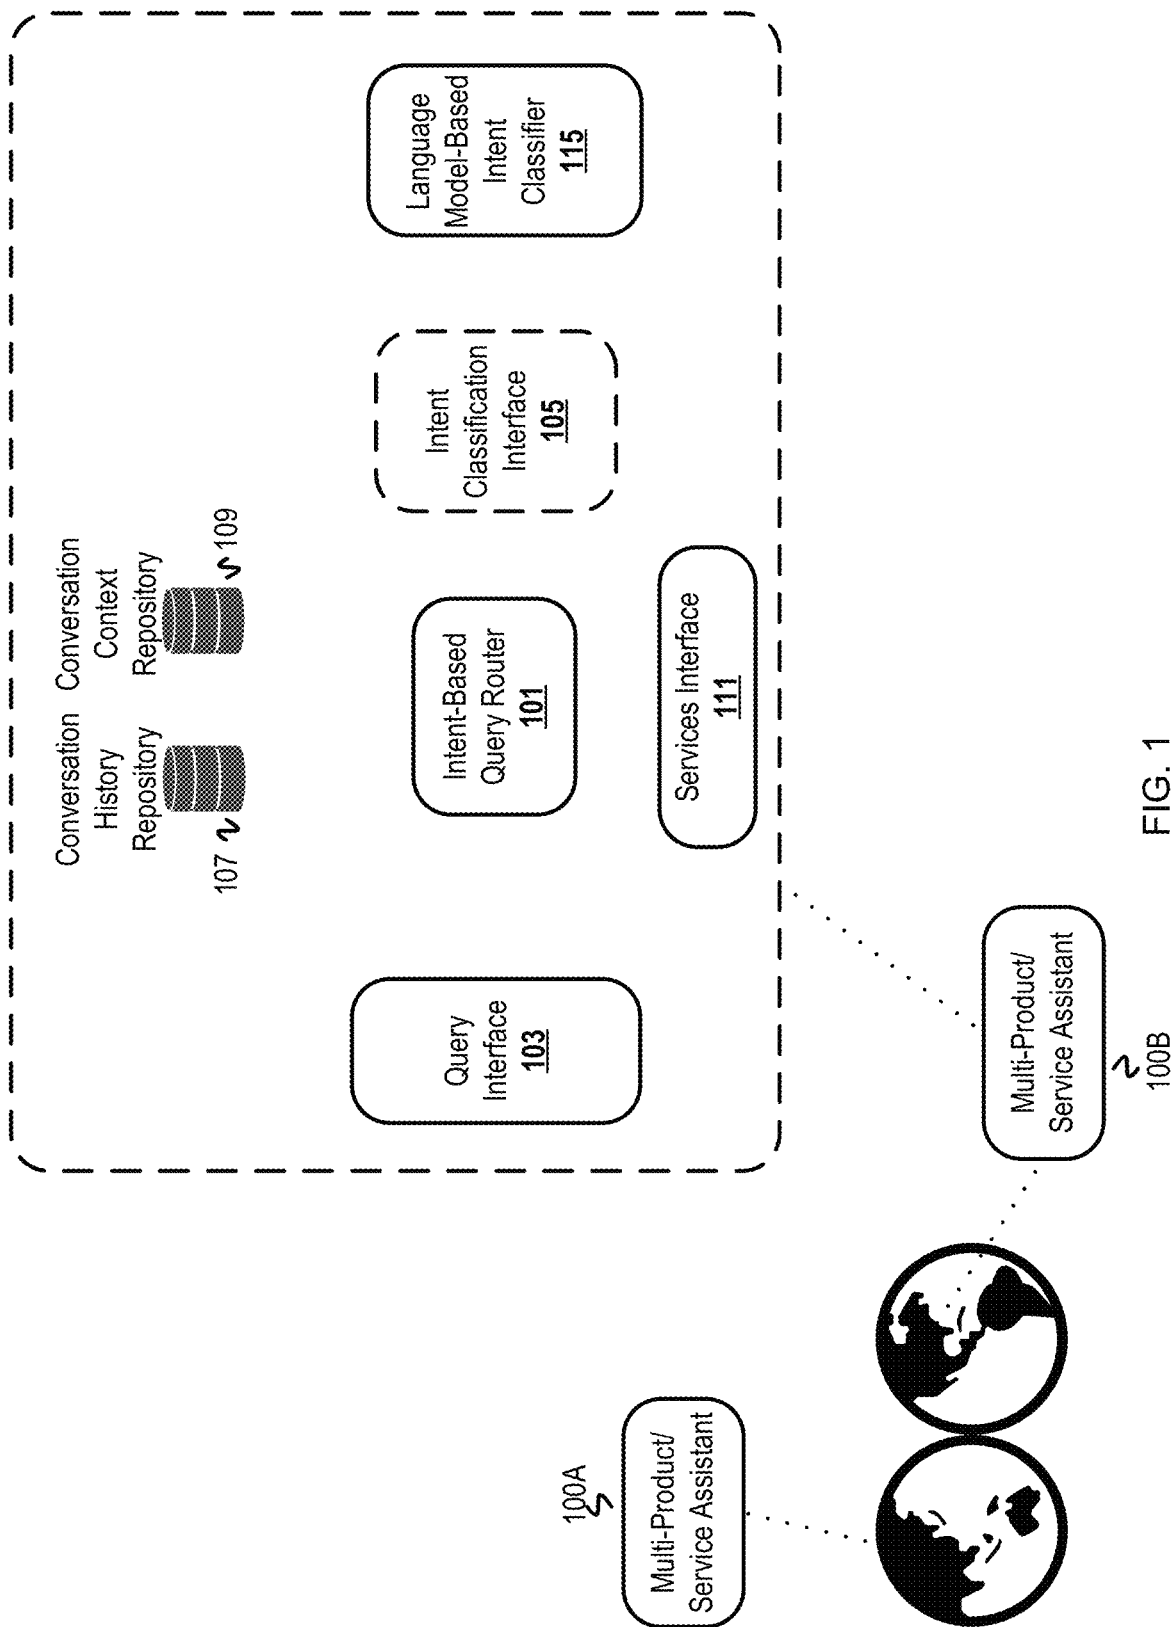 Conversation
History
Repository
107
Conversation
Context
Repository
109
Query
Interface
103
Intent-Based
Query Router
101
Intent
Classification
Interface
105
Language
Model-Based
Intent
Classifier
115
Services Interface
111
100A
Multi-Product/
Service Assistant
Multi-Product/
Service Assistant
100B
FIG. 1